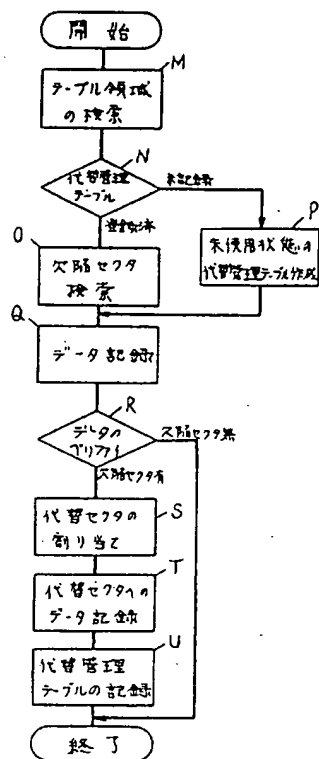 開始
M
テーブル領域
の検索
N
代替管理
テーブル
未記録
登録済
P
未使用状態の
代替管理テーブル作成
O
欠陥セクタ
検索
Q
データ記録
R
データの
ベリファイ
欠陥セクタ無
欠陥セクタ有
S
代替セクタの
割り当て
T
代替セクタへの
データ記録
U
代替管理
テーブルの記録
終了